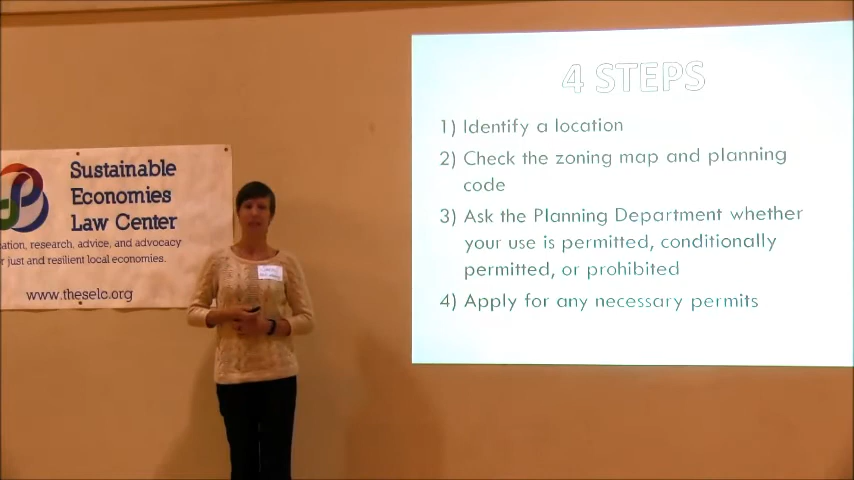 Sustainable
Economies
Law Center
ation, research, advice, and advocacy
r just and resilient local economies.
www.theselc.org
4 STEPS
1) Identify a location
2) Check the zoning map and planning
code
3) Ask the Planning Department whether
your use is permitted, conditionally
permitted, or prohibited
4) Apply for any necessary permits